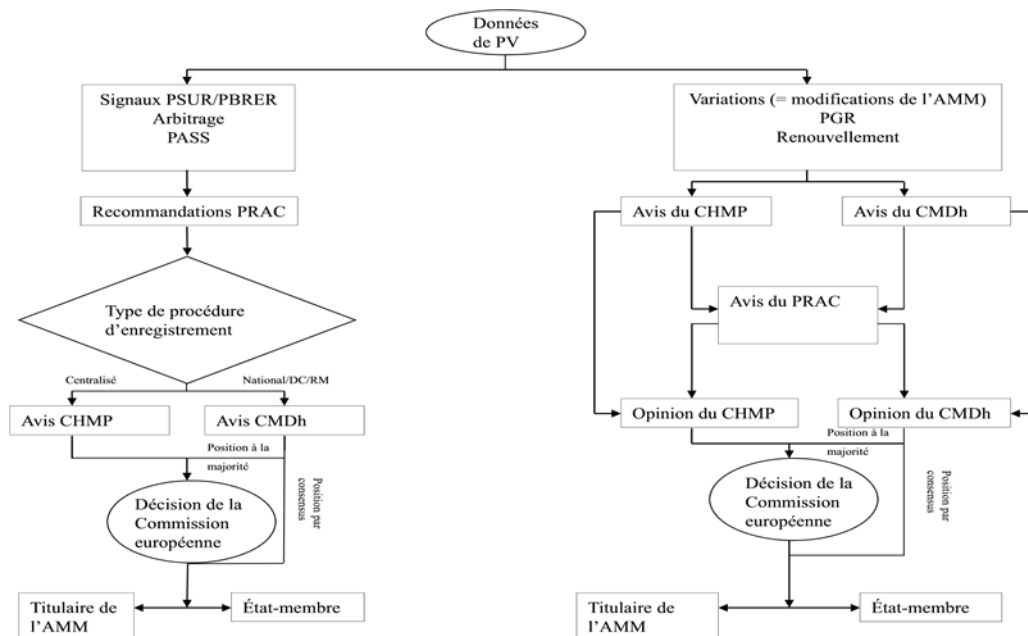 Données
de PV
Signaux PSUR/PBRER
Arbitrage
PASS
Variations (= modifications de l'AMM)
PGR
Renouvellement
Recommandations PRAC
Avis du CHMP
Avis du CMDh
Type de procédure
d'enregistrement
Avis du PRAC
Centralisé
National/DC/RM
Avis CHMP
Avis CMDh
Opinion du CHMP
Opinion du CMDh
Position à la
majorité
Position par
consensus
Position à la
majorité
Position par
consensus
Décision de la
Commission
européenne
Décision de la
Commission
européenne
Titulaire de
l'AMM
État-membre
Titulaire de
l'AMM
État-membre